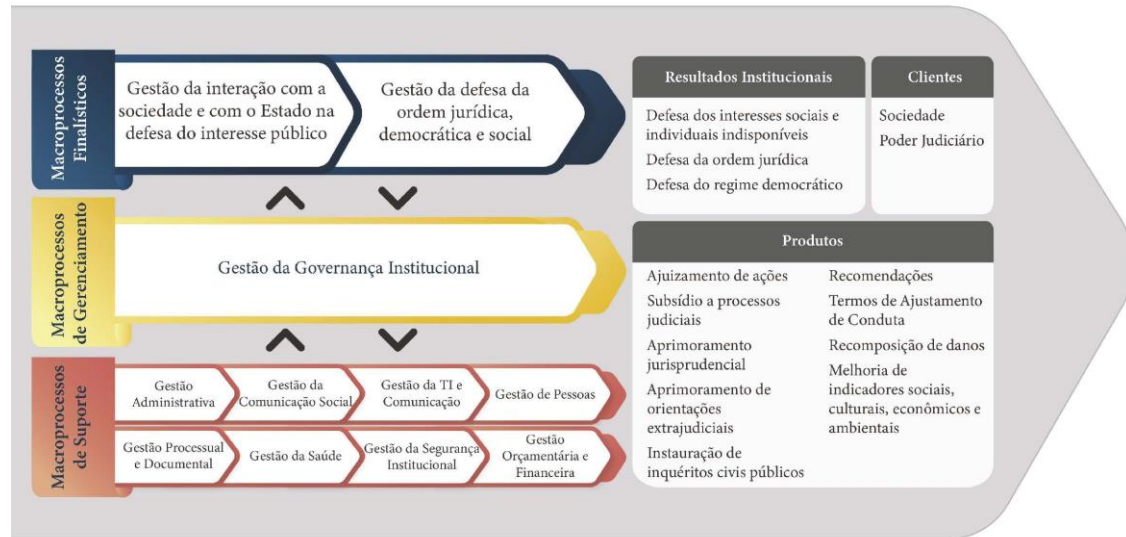 Macroprocessos
Finalísticos
Gestão da interação com a
sociedade e com o Estado na
defesa do interesse público
Gestão da defesa da
ordem jurídica,
democrática e social
Macroprocessos
de Gerenciamento
Gestão da Governança Institucional
Macroprocessos
de Suporte
Gestão
Administrativa
Gestão da
Comunicação Social
Gestão da TI e
Comunicação
Gestão de Pessoas
Gestão Processual
e Documental
Gestão da Saúde
Gestão da Segurança
Institucional
Gestão
Orçamentária e
Financeira
Resultados Institucionais
Defesa dos interesses sociais e
individuais indisponíveis
Defesa da ordem jurídica
Defesa do regime democrático
Clientes
Sociedade
Poder Judiciário
Produtos
Ajuizamento de ações
Subsídio a processos
judiciais
Aprimoramento
jurisprudencial
Aprimoramento de
orientações
extrajudiciais
Instauração de
inquéritos civis públicos
Recomendações
Termos de Ajustamento
de Conduta
Recomposição de danos
Melhoria de
indicadores sociais,
culturais, econômicos e
ambientais